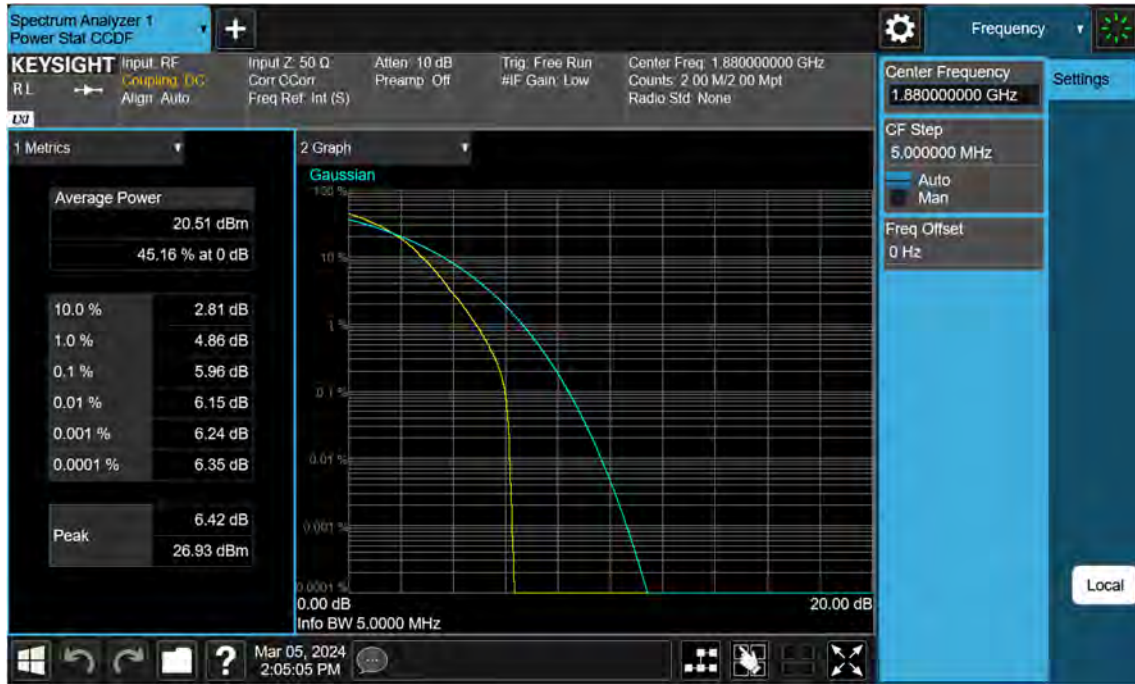 Spectrum Analyzer 1
Power Stat CCDF
+
Frequency
KEYSIGHT
RL
LXI
Input: RF
Coupling: DC
Align: Auto
Input Z: 50 Ω
Corr CCorr
Freq Ref: Int (S)
Atten: 10 dB
Preamp: Off
Trig: Free Run
#IF Gain: Low
Center Freq: 1.880000000 GHz
Counts: 2.00 M/2.00 Mpt
Radio Std: None
Center Frequency
1.880000000 GHz
Settings
CF Step
5.000000 MHz
Auto
Man
Freq Offset
0 Hz
1 Metrics
Average Power
20.51 dBm
45.16 % at 0 dB
10.0 % 2.81 dB
1.0 % 4.86 dB
0.1 % 5.96 dB
0.01 % 6.15 dB
0.001 % 6.24 dB
0.0001 % 6.35 dB
Peak
6.42 dB
26.93 dBm
2 Graph
Gaussian
100 %
10 %
1 %
0.1 %
0.01 %
0.001 %
0.0001 %
0.00 dB 20.00 dB
Info BW 5.0000 MHz
Local
?
Mar 05, 2024
2:05:05 PM